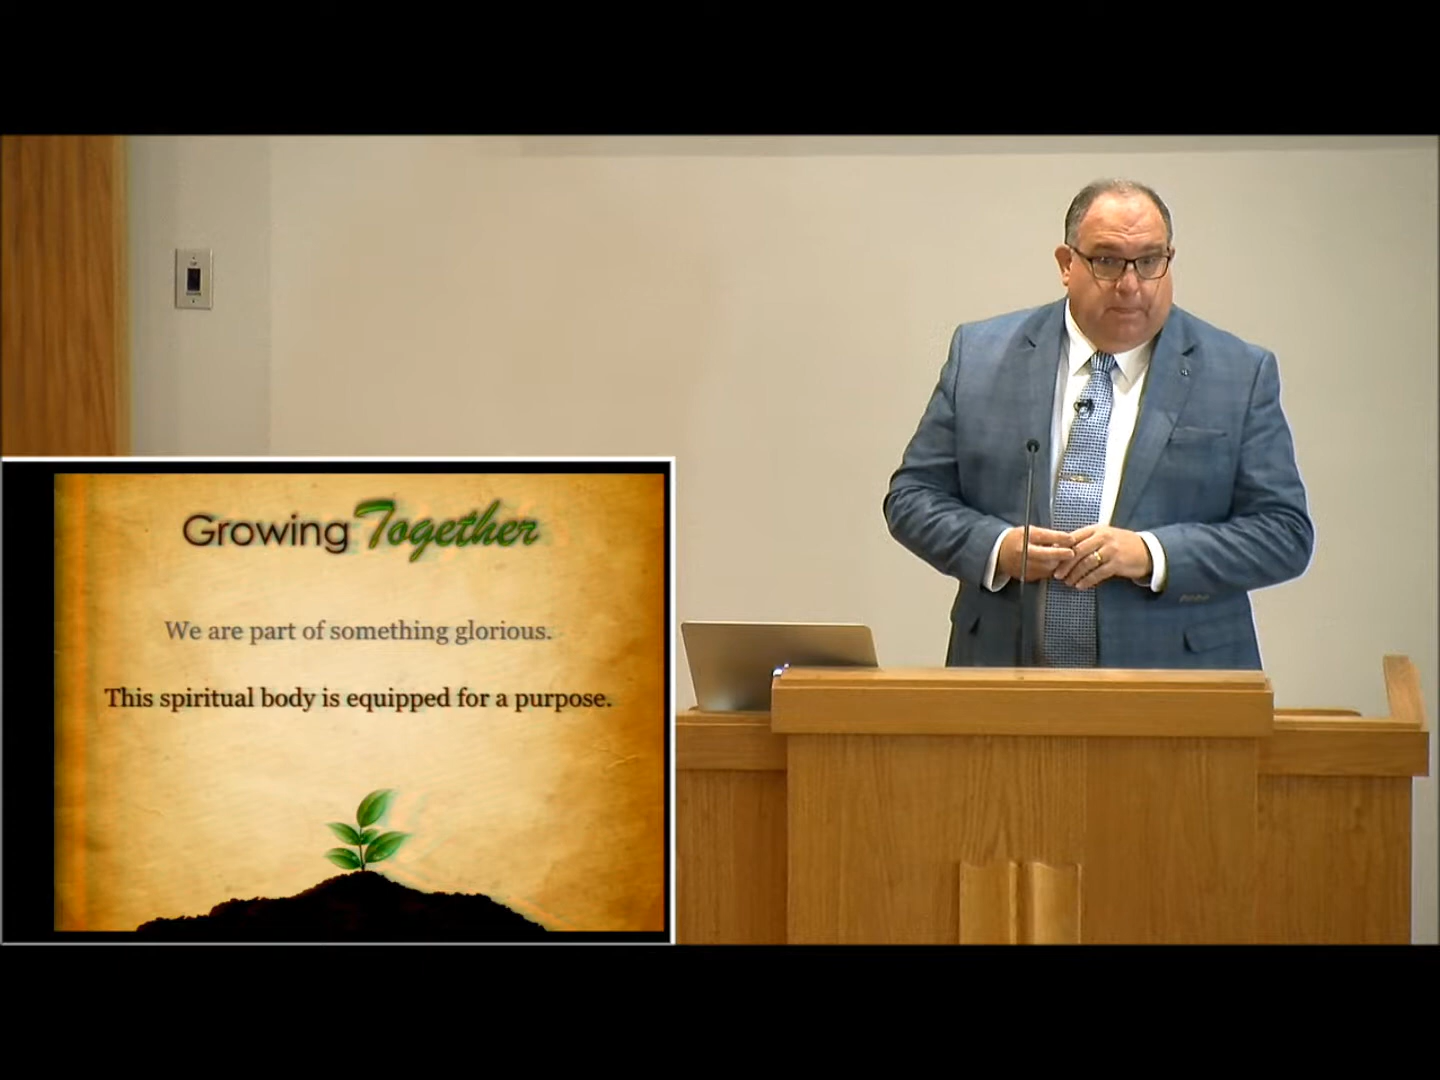 Growing Together
We are part of something glorious.
This spiritual body is equipped for a purpose.